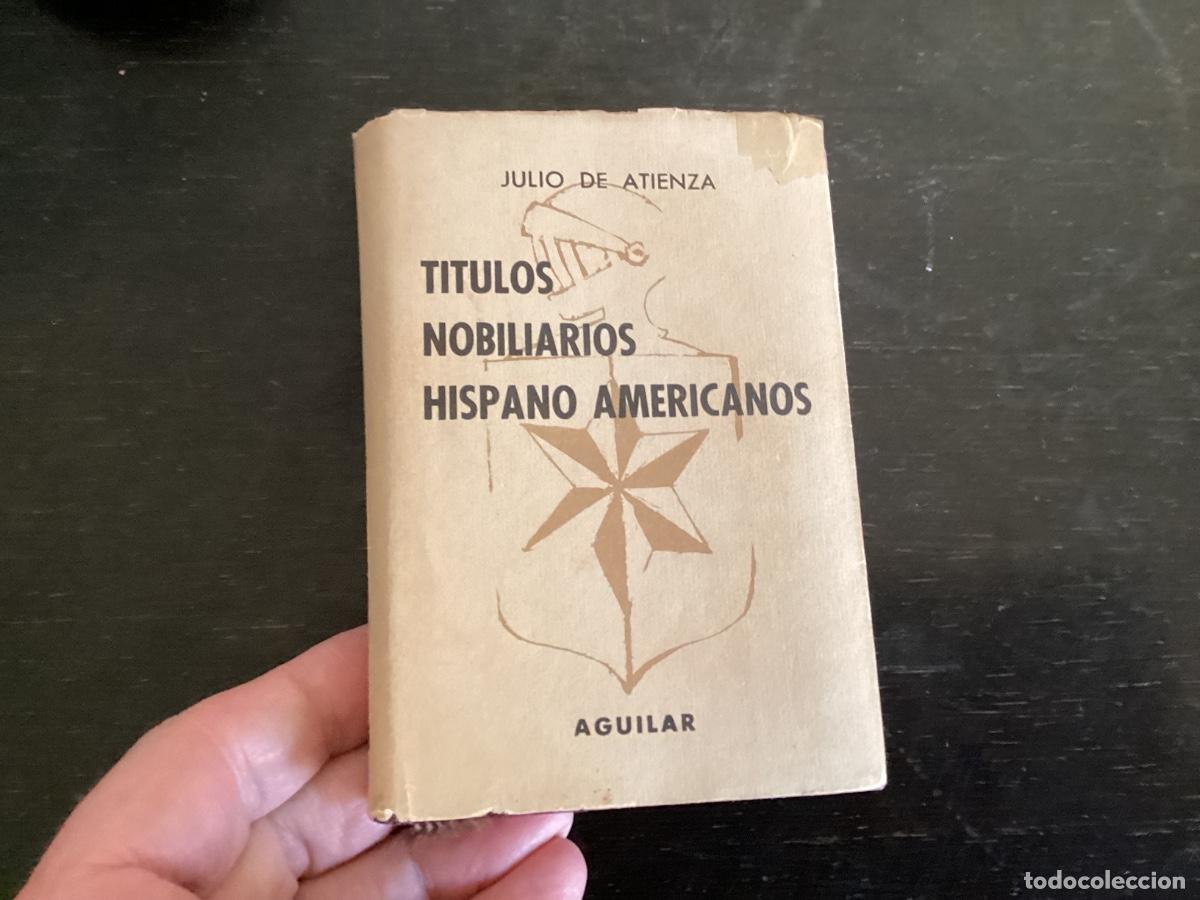 JULIO DE ATIENZA
TITULOS
NOBILIARIOS
HISPANO AMERICANOS
AGUILAR
todocoleccion